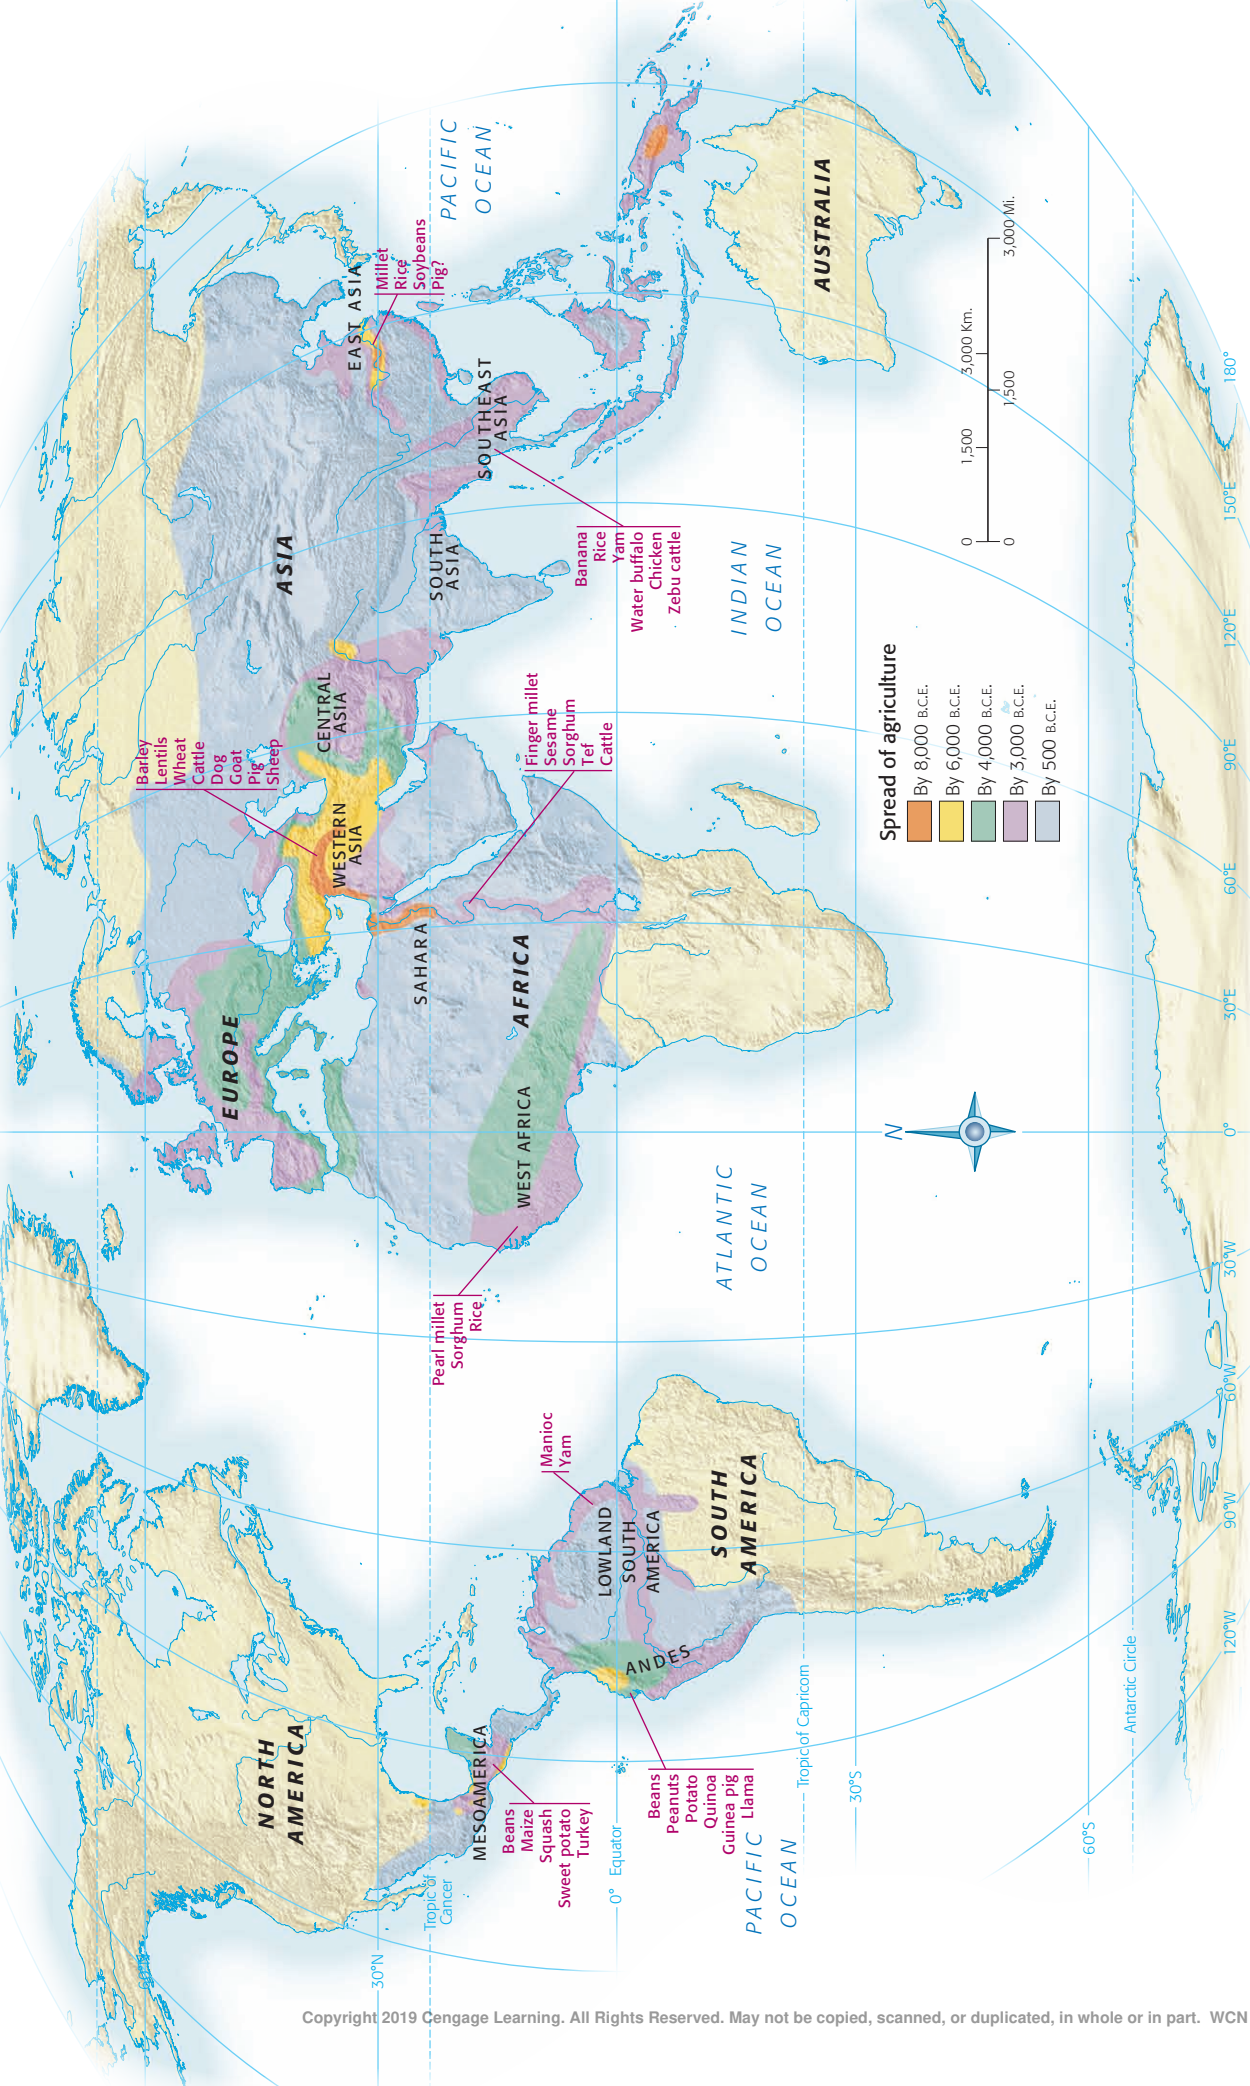 PACIFIC
OCEAN
EAST ASIA
Millet
Rice
Soybeans
Pig?
SOUTHEAST
ASIA
AUSTRALIA
ASIA
SOUTH
ASIA
Banana
Rice
Yam
Water buffalo
Chicken
Zebu cattle
INDIAN
OCEAN
CENTRAL
ASIA
Barley
Lentils
Wheat
Cattle
Dog
Goat
Pig
Sheep
WESTERN
ASIA
Finger millet
Sesame
Sorghum
Tef
Cattle
SAHARA
AFRICA
EUROPE
WEST AFRICA
Pearl millet
Sorghum
Rice
ATLANTIC
OCEAN
N
Manioc
Yam
LOWLAND
SOUTH
AMERICA
SOUTH
AMERICA
ANDES
NORTH
AMERICA
MESOAMERICA
Beans
Maize
Squash
Sweet potato
Turkey
Beans
Peanuts
Potato
Quinoa
Guinea pig
Llama
PACIFIC
OCEAN
Tropic of
Cancer
0° Equator
Tropic of Capricorn
Antarctic Circle
60°N
30°N
30°S
60°S
120°W
90°W
60°W
30°W
0°
30°E
60°E
90°E
120°E
150°E
180°
Spread of agriculture
By 8,000 B.C.E.
By 6,000 B.C.E.
By 4,000 B.C.E.
By 3,000 B.C.E.
By 500 B.C.E.
0 1,500 3,000 Km.
0 1,500 3,000 Mi.
Copyright 2019 Cengage Learning. All Rights Reserved. May not be copied, scanned, or duplicated, in whole or in part. WCN